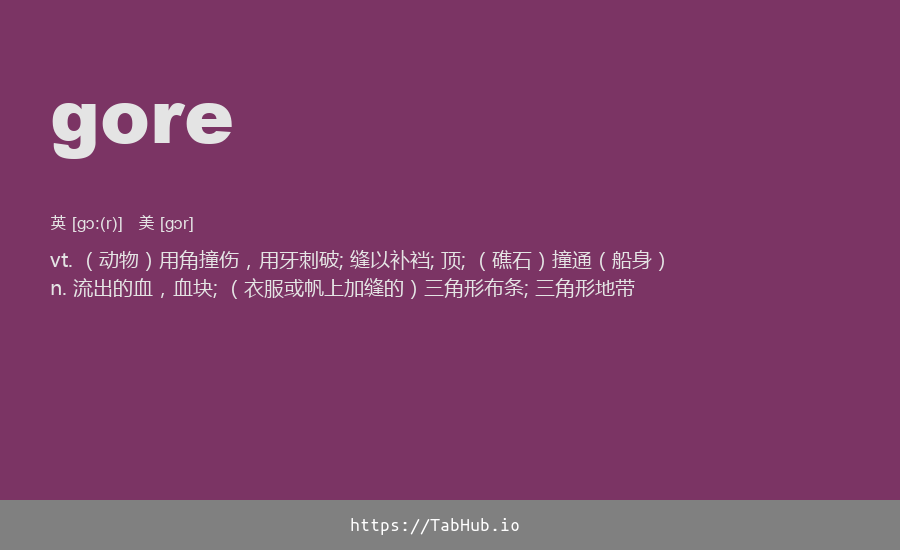 gore
英 [gɔː(r)] 美 [gɔr]
vt. （动物）用角撞伤，用牙刺破; 缝以补裆; 顶; （礁石）撞通（船身）
n. 流出的血，血块; （衣服或帆上加缝的）三角形布条; 三角形地带
https://TabHub.io